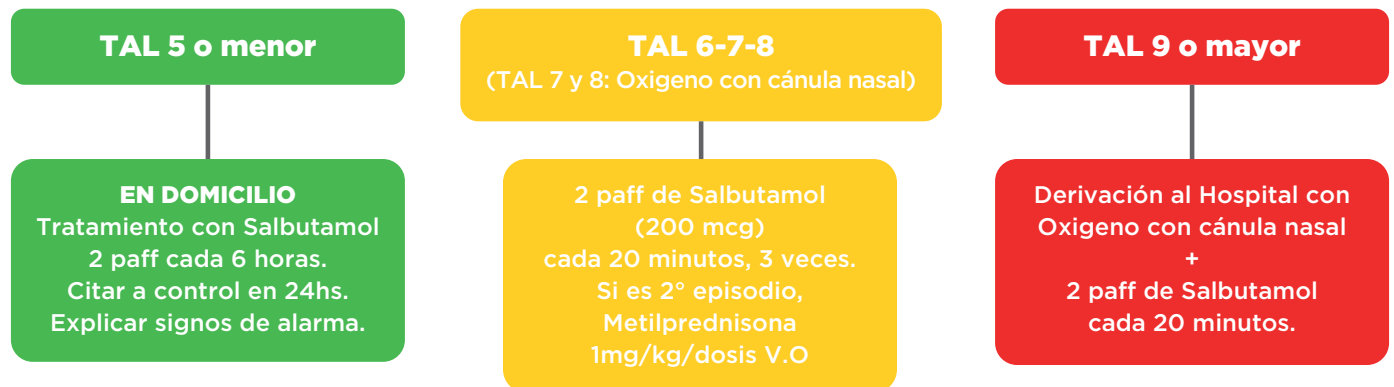 TAL 5 o menor
EN DOMICILIO
Tratamiento con Salbutamol
2 paff cada 6 horas.
Citar a control en 24hs.
Explicar signos de alarma.
TAL 6-7-8
(TAL 7 y 8: Oxigeno con cánula nasal)
2 paff de Salbutamol
(200 mcg)
cada 20 minutos, 3 veces.
Si es 2° episodio,
Metilprednisona
1mg/kg/dosis V.O
TAL 9 o mayor
Derivación al Hospital con
Oxigeno con cánula nasal
+
2 paff de Salbutamol
cada 20 minutos.